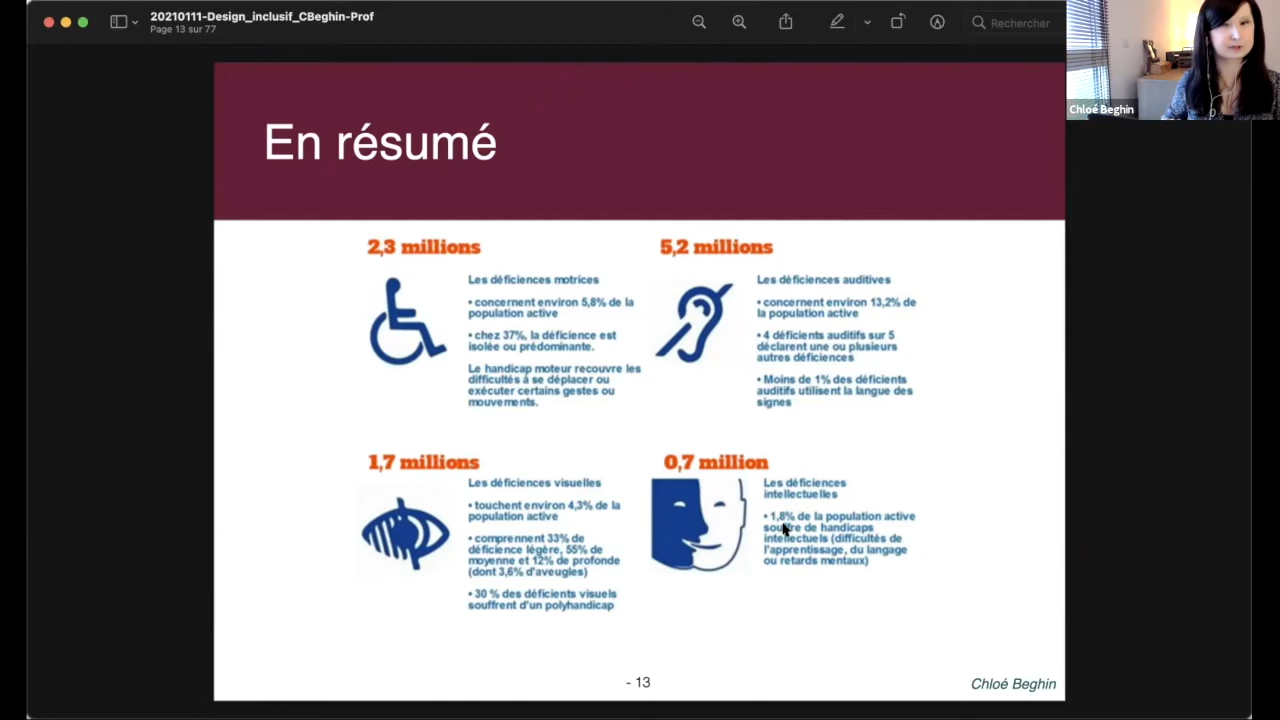 20210111-Design_inclusif_CBeghin-Prof
Page 13 sur 77
Rechercher
Chloé Beghin
En résumé
2,3 millions
Les déficiences motrices
• concernent environ 5,8% de la
population active
• chez 37%, la déficience est
isolée ou prédominante.
Le handicap moteur recouvre les
difficultés à se déplacer ou
exécuter certains gestes ou
mouvements.
5,2 millions
Les déficiences auditives
• concernent environ 13,2% de
la population active
• 4 déficients auditifs sur 5
déclarent une ou plusieurs
autres déficiences
• Moins de 1% des déficients
auditifs utilisent la langue des
signes
1,7 millions
Les déficiences visuelles
• touchent environ 4,3% de la
population active
• comprennent 33% de
déficience légère, 55% de
moyenne et 12% de profonde
(dont 3,6% d'aveugles)
• 30 % des déficients visuels
souffrent d'un polyhandicap
0,7 million
Les déficiences
intellectuelles
• 1,8% de la population active
souffre de handicaps
intellectuels (difficultés de
l'apprentissage, du langage
ou retards mentaux)
- 13
Chloé Beghin